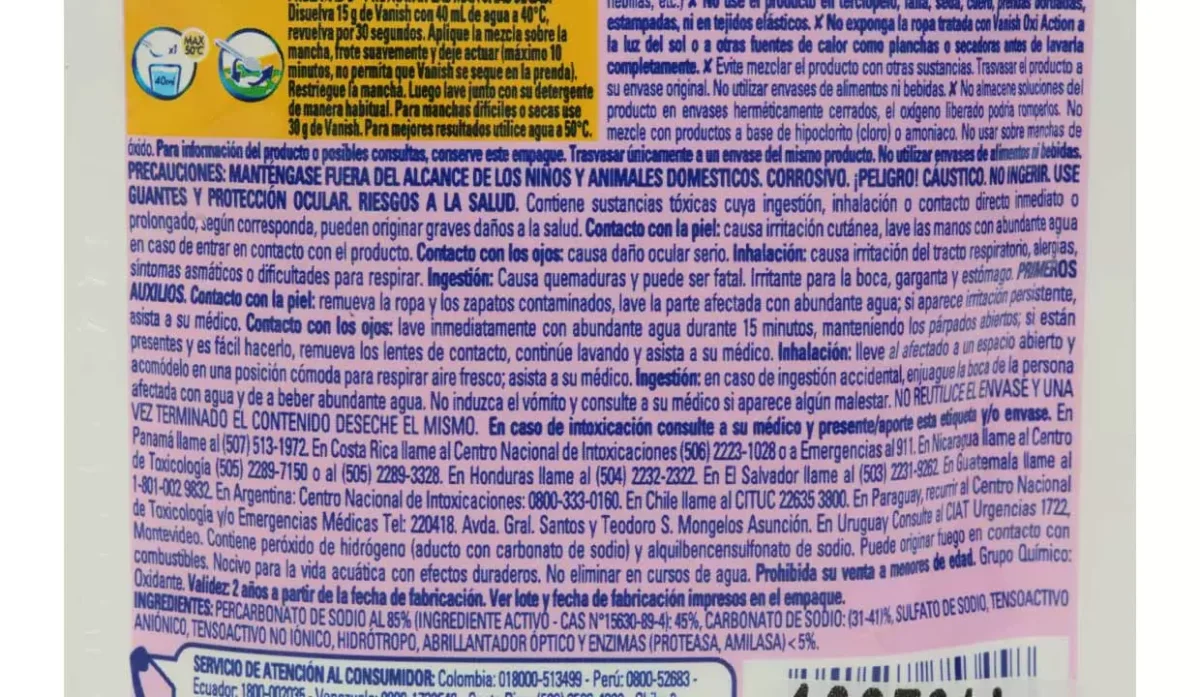 Disuelva 15 g de Vanish con 40 mL de agua a 40°C,
revuelva por 30 segundos. Aplique la mezcla sobre la
mancha, frote suavemente y deje actuar (máximo 10
minutos, no permita que Vanish se seque en la prenda).
Restriegue la mancha. Luego lave junto con su detergente
de manera habitual. Para manchas difíciles o secas use
30 g de Vanish. Para mejores resultados utilice agua a 50°C.
x1
MAX 50°C
40ml
estampadas, ni en tejidos elásticos. ✗ No exponga la ropa tratada con Vanish Oxi Action a
la luz del sol o a otras fuentes de calor como planchas o secadoras antes de lavarla
completamente. ✗ Evite mezclar el producto con otras sustancias. Trasvasar el producto a
su envase original. No utilizar envases de alimentos ni bebidas. ✗ No almacene soluciones del
producto en envases herméticamente cerrados, el oxígeno liberado podría romperlos. No
mezcle con productos a base de hipoclorito (cloro) o amoniaco. No usar sobre manchas de
óxido. Para información del producto o posibles consultas, conserve este empaque. Trasvasar únicamente a un envase del mismo producto. No utilizar envases de alimentos ni bebidas.
PRECAUCIONES: MANTÉNGASE FUERA DEL ALCANCE DE LOS NIÑOS Y ANIMALES DOMESTICOS. CORROSIVO. ¡PELIGRO! CÁUSTICO. NO INGERIR. USE
GUANTES Y PROTECCIÓN OCULAR. RIESGOS A LA SALUD. Contiene sustancias tóxicas cuya ingestión, inhalación o contacto directo inmediato o
prolongado, según corresponda, pueden originar graves daños a la salud. Contacto con la piel: causa irritación cutánea, lave las manos con abundante agua
en caso de entrar en contacto con el producto. Contacto con los ojos: causa daño ocular serio. Inhalación: causa irritación del tracto respiratorio, alergias,
síntomas asmáticos o dificultades para respirar. Ingestión: Causa quemaduras y puede ser fatal. Irritante para la boca, garganta y estómago. PRIMEROS
AUXILIOS. Contacto con la piel: remueva la ropa y los zapatos contaminados, lave la parte afectada con abundante agua; si aparece irritación persistente,
asista a su médico. Contacto con los ojos: lave inmediatamente con abundante agua durante 15 minutos, manteniendo los párpados abiertos; si están
presentes y es fácil hacerlo, remueva los lentes de contacto, continúe lavando y asista a su médico. Inhalación: lleve al afectado a un espacio abierto y
acomódelo en una posición cómoda para respirar aire fresco; asista a su médico. Ingestión: en caso de ingestión accidental, enjuague la boca de la persona
afectada con agua y de a beber abundante agua. No induzca el vómito y consulte a su médico si aparece algún malestar. NO REUTILICE EL ENVASE Y UNA
VEZ TERMINADO EL CONTENIDO DESECHE EL MISMO. En caso de intoxicación consulte a su médico y presente/aporte esta etiqueta y/o envase. En
Panamá llame al (507) 513-1972. En Costa Rica llame al Centro Nacional de Intoxicaciones (506) 2223-1028 o a Emergencias al 911. En Nicaragua llame al Centro
de Toxicología (505) 2289-7150 o al (505) 2289-3328. En Honduras llame al (504) 2232-2322. En El Salvador llame al (503) 2231-9262. En Guatemala llame al
1-801-002 9832. En Argentina: Centro Nacional de Intoxicaciones: 0800-333-0160. En Chile llame al CITUC 22635 3800. En Paraguay, recurrir al Centro Nacional
de Toxicología y/o Emergencias Médicas Tel: 220418. Avda. Gral. Santos y Teodoro S. Mongelos Asunción. En Uruguay Consulte al CIAT Urgencias 1722,
Montevideo. Contiene peróxido de hidrógeno (aducto con carbonato de sodio) y alquilbencensulfonato de sodio. Puede originar fuego en contacto con
combustibles. Nocivo para la vida acuática con efectos duraderos. No eliminar en cursos de agua. Prohibida su venta a menores de edad. Grupo Químico:
Oxidante. Validez: 2 años a partir de la fecha de fabricación. Ver lote y fecha de fabricación impresos en el empaque.
INGREDIENTES: PERCARBONATO DE SODIO AL 85% (INGREDIENTE ACTIVO - CAS N°15630-89-4): 45%, CARBONATO DE SODIO: (31-41)%, SULFATO DE SODIO, TENSOACTIVO
ANIÓNICO, TENSOACTIVO NO IÓNICO, HIDRÓTROPO, ABRILLANTADOR ÓPTICO Y ENZIMAS (PROTEASA, AMILASA) < 5%.
SERVICIO DE ATENCIÓN AL CONSUMIDOR: Colombia: 018000-513499 - Perú: 0800-52683 -